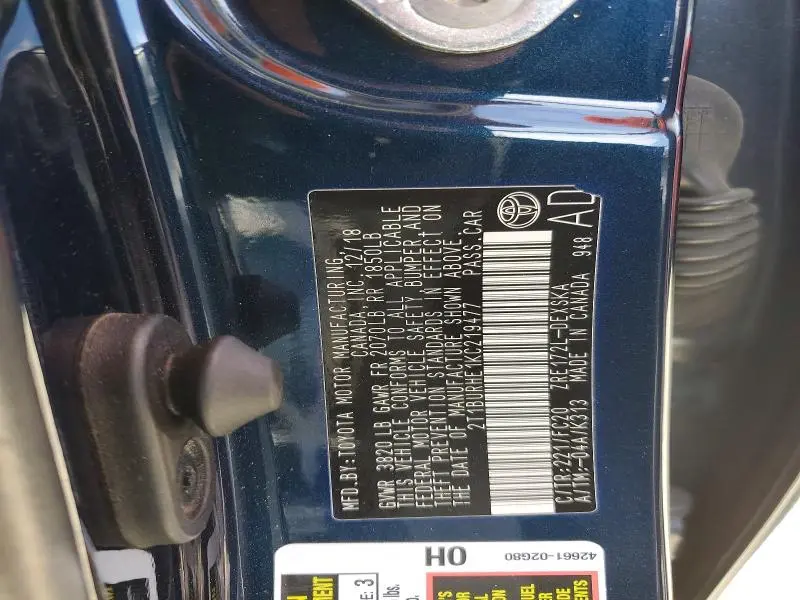 MFD.BY:TOYOTA MOTOR MANUFACTURING
CANADA, INC. 12/18
GVWR 3820LB GAWR FR 2070LB RR 1850LB
THIS VEHICLE CONFORMS TO ALL APPLICABLE
FEDERAL MOTOR VEHICLE SAFETY, BUMPER AND
THEFT PREVENTION STANDARDS IN EFFECT ON
THE DATE OF MANUFACTURE SHOWN ABOVE.
2T1BURHE1KC219477 PASS.CAR
C/TR:221/FC20 ZRE172L-DEXSKA
A/TM:-04A/K313 MADE IN CANADA 948
AD
OH
42661-02G80
E: 3
lbs.